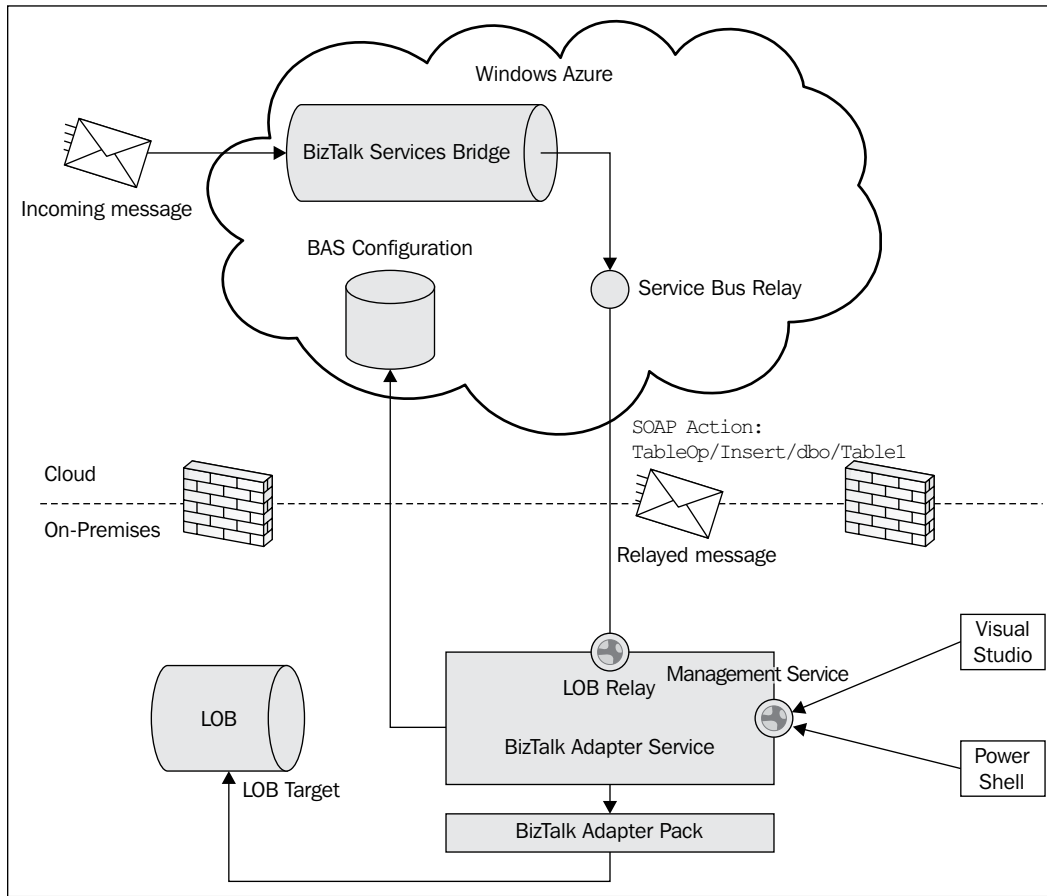 Windows Azure
BizTalk Services Bridge
Incoming message
BAS Configuration
Service Bus Relay
SOAP Action:
TableOp/Insert/dbo/Table1
Cloud
On-Premises
Relayed message
Visual
Studio
Management Service
LOB Relay
LOB
BizTalk Adapter Service
Power
Shell
LOB Target
BizTalk Adapter Pack